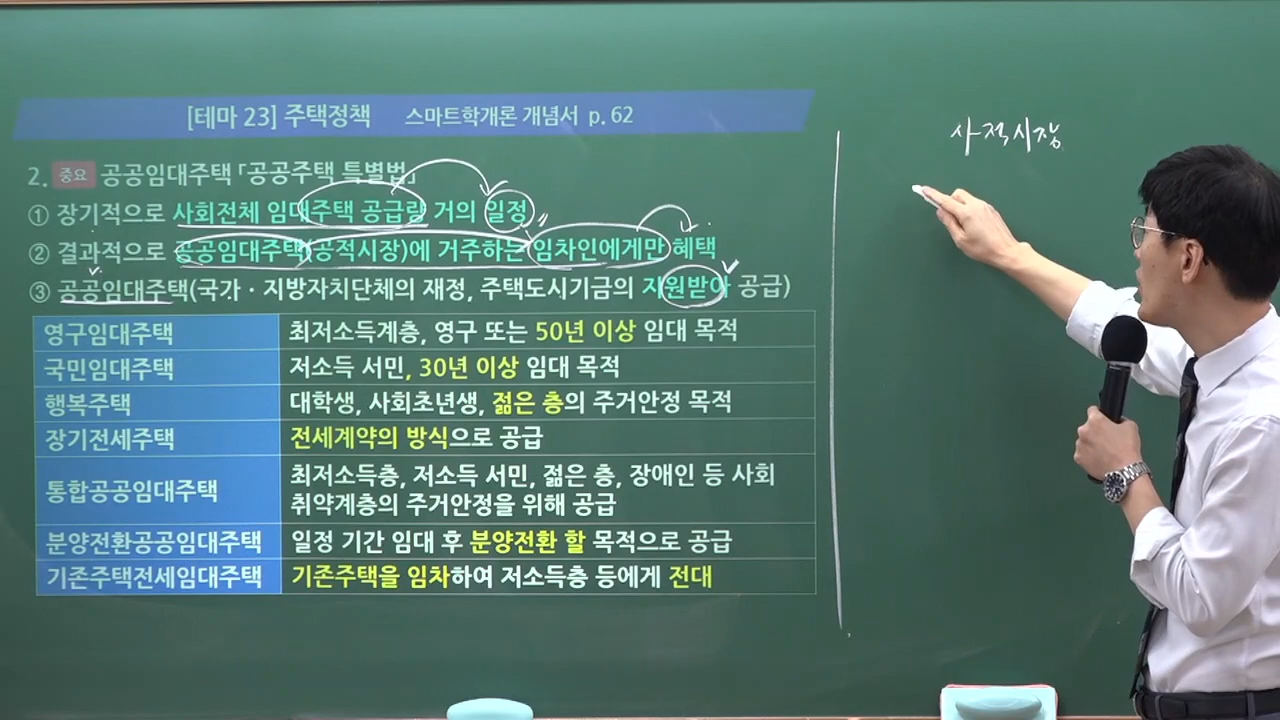 [테마 23] 주택정책 스마트학개론 개념서 p. 62
2. 중요 공공임대주택 「공공주택 특별법」
① 장기적으로 사회전체 임대주택 공급량 거의 일정
② 결과적으로 공공임대주택(공적시장)에 거주하는 임차인에게만 혜택
③ 공공임대주택(국가·지방자치단체의 재정, 주택도시기금의 지원받아 공급)
영구임대주택 최저소득계층, 영구 또는 50년 이상 임대 목적
국민임대주택 저소득 서민, 30년 이상 임대 목적
행복주택 대학생, 사회초년생, 젊은 층의 주거안정 목적
장기전세주택 전세계약의 방식으로 공급
통합공공임대주택 최저소득층, 저소득 서민, 젊은 층, 장애인 등 사회
취약계층의 주거안정을 위해 공급
분양전환공공임대주택 일정 기간 임대 후 분양전환 할 목적으로 공급
기존주택전세임대주택 기존주택을 임차하여 저소득층 등에게 전대
사적시장